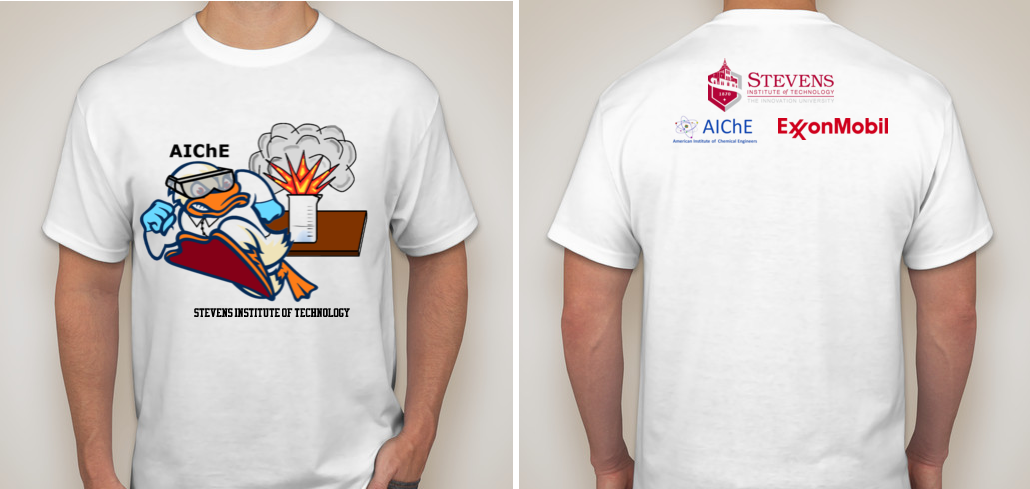 AIChE
STEVENS INSTITUTE OF TECHNOLOGY
STEVENS
INSTITUTE of TECHNOLOGY
THE INNOVATION UNIVERSITY
1870
AIChE
American Institute of Chemical Engineers
ExxonMobil